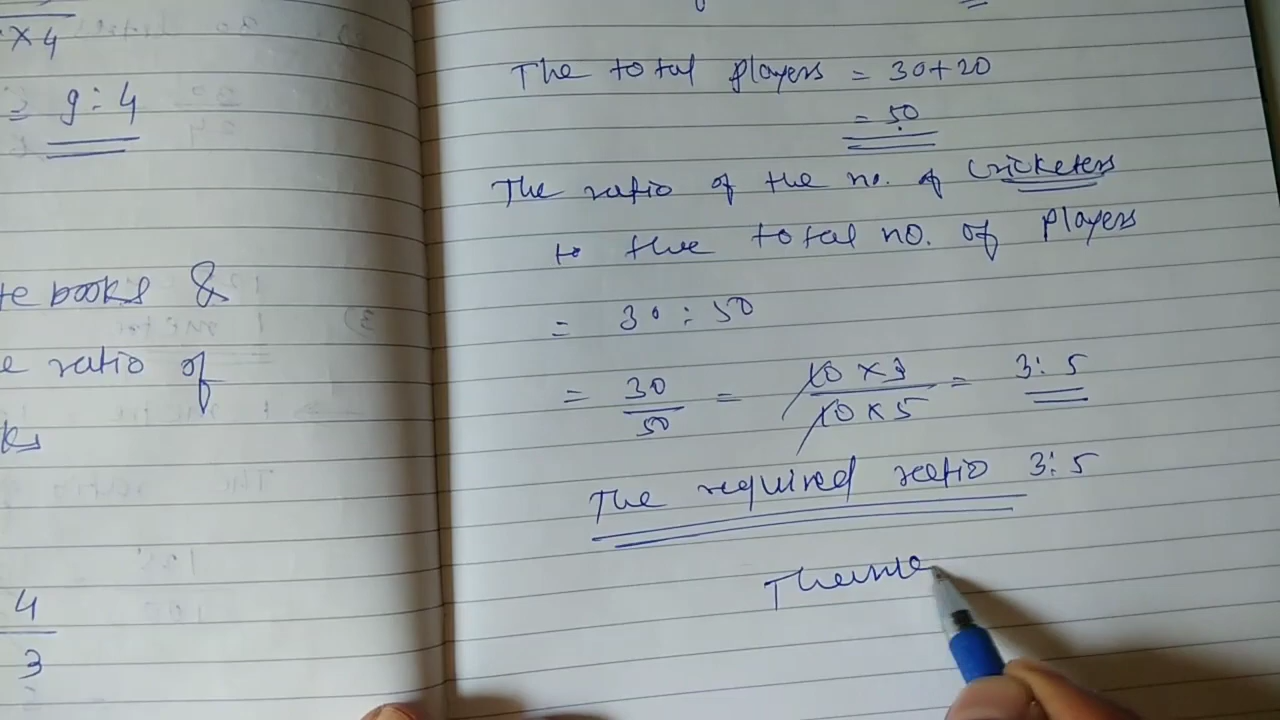 ×4
= 9:4
te books &
e ratio of
ks
4
3
The total players = 30+20
= 50
The ratio of the no. of Cricketers
to the total no. of players
= 30:50
= 30/50 = 10×3/10×5 = 3:5
The required ratio 3:5